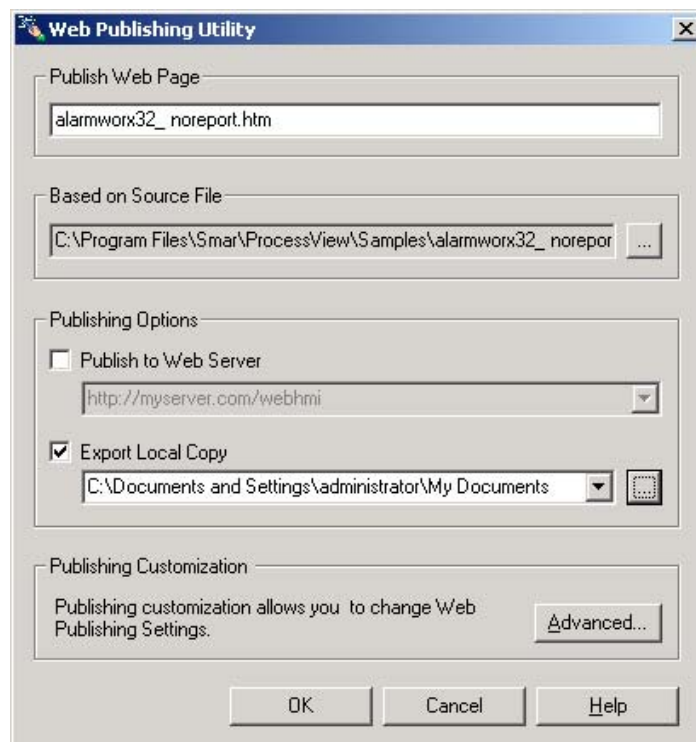 Web Publishing Utility
Publish Web Page
alarmworx32_ noreport.htm
Based on Source File
C:\Program Files\Smar\ProcessView\Samples\alarmworx32_ norepor
...
Publishing Options
Publish to Web Server
http://myserver.com/webhmi
Export Local Copy
C:\Documents and Settings\administrator\My Documents
...
Publishing Customization
Publishing customization allows you to change Web
Publishing Settings.
Advanced...
OK
Cancel
Help